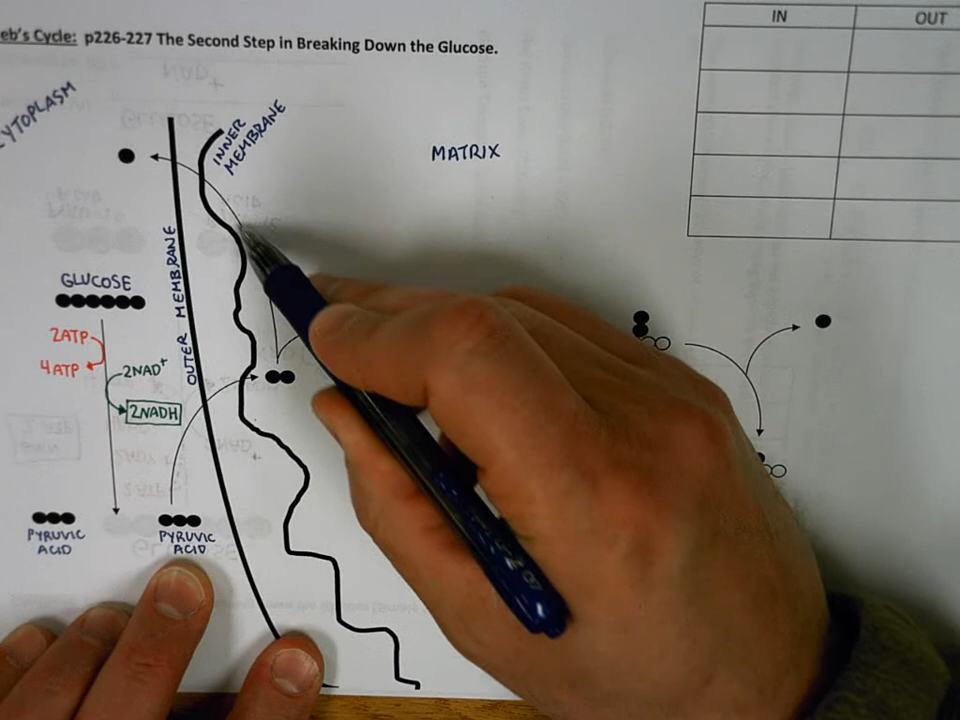 eb's Cycle: p226-227 The Second Step in Breaking Down the Glucose.
IN OUT
CYTOPLASM
INNER
MEMBRANE
MATRIX
OUTER MEMBRANE
GLUCOSE
2ATP
4ATP
2NAD+
2NADH
PYRUVIC
ACID
PYRUVIC
ACID